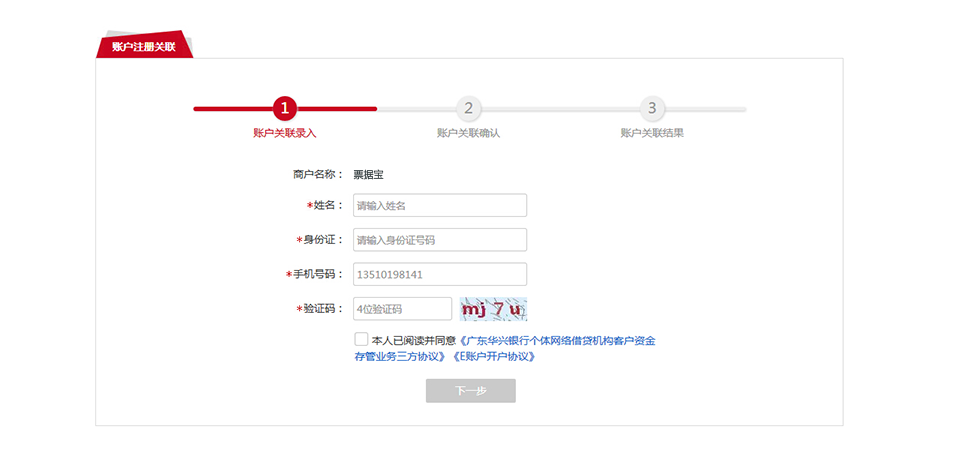 账户注册关联
1 2 3
账户关联录入 账户关联确认 账户关联结果
商户名称： 票据宝
*姓名： 请输入姓名
*身份证： 请输入身份证号码
*手机号码： 13510198141
*验证码： 4位验证码 mj7u
本人已阅读并同意《广东华兴银行个体网络借贷机构客户资金
存管业务三方协议》《E账户开户协议》
下一步